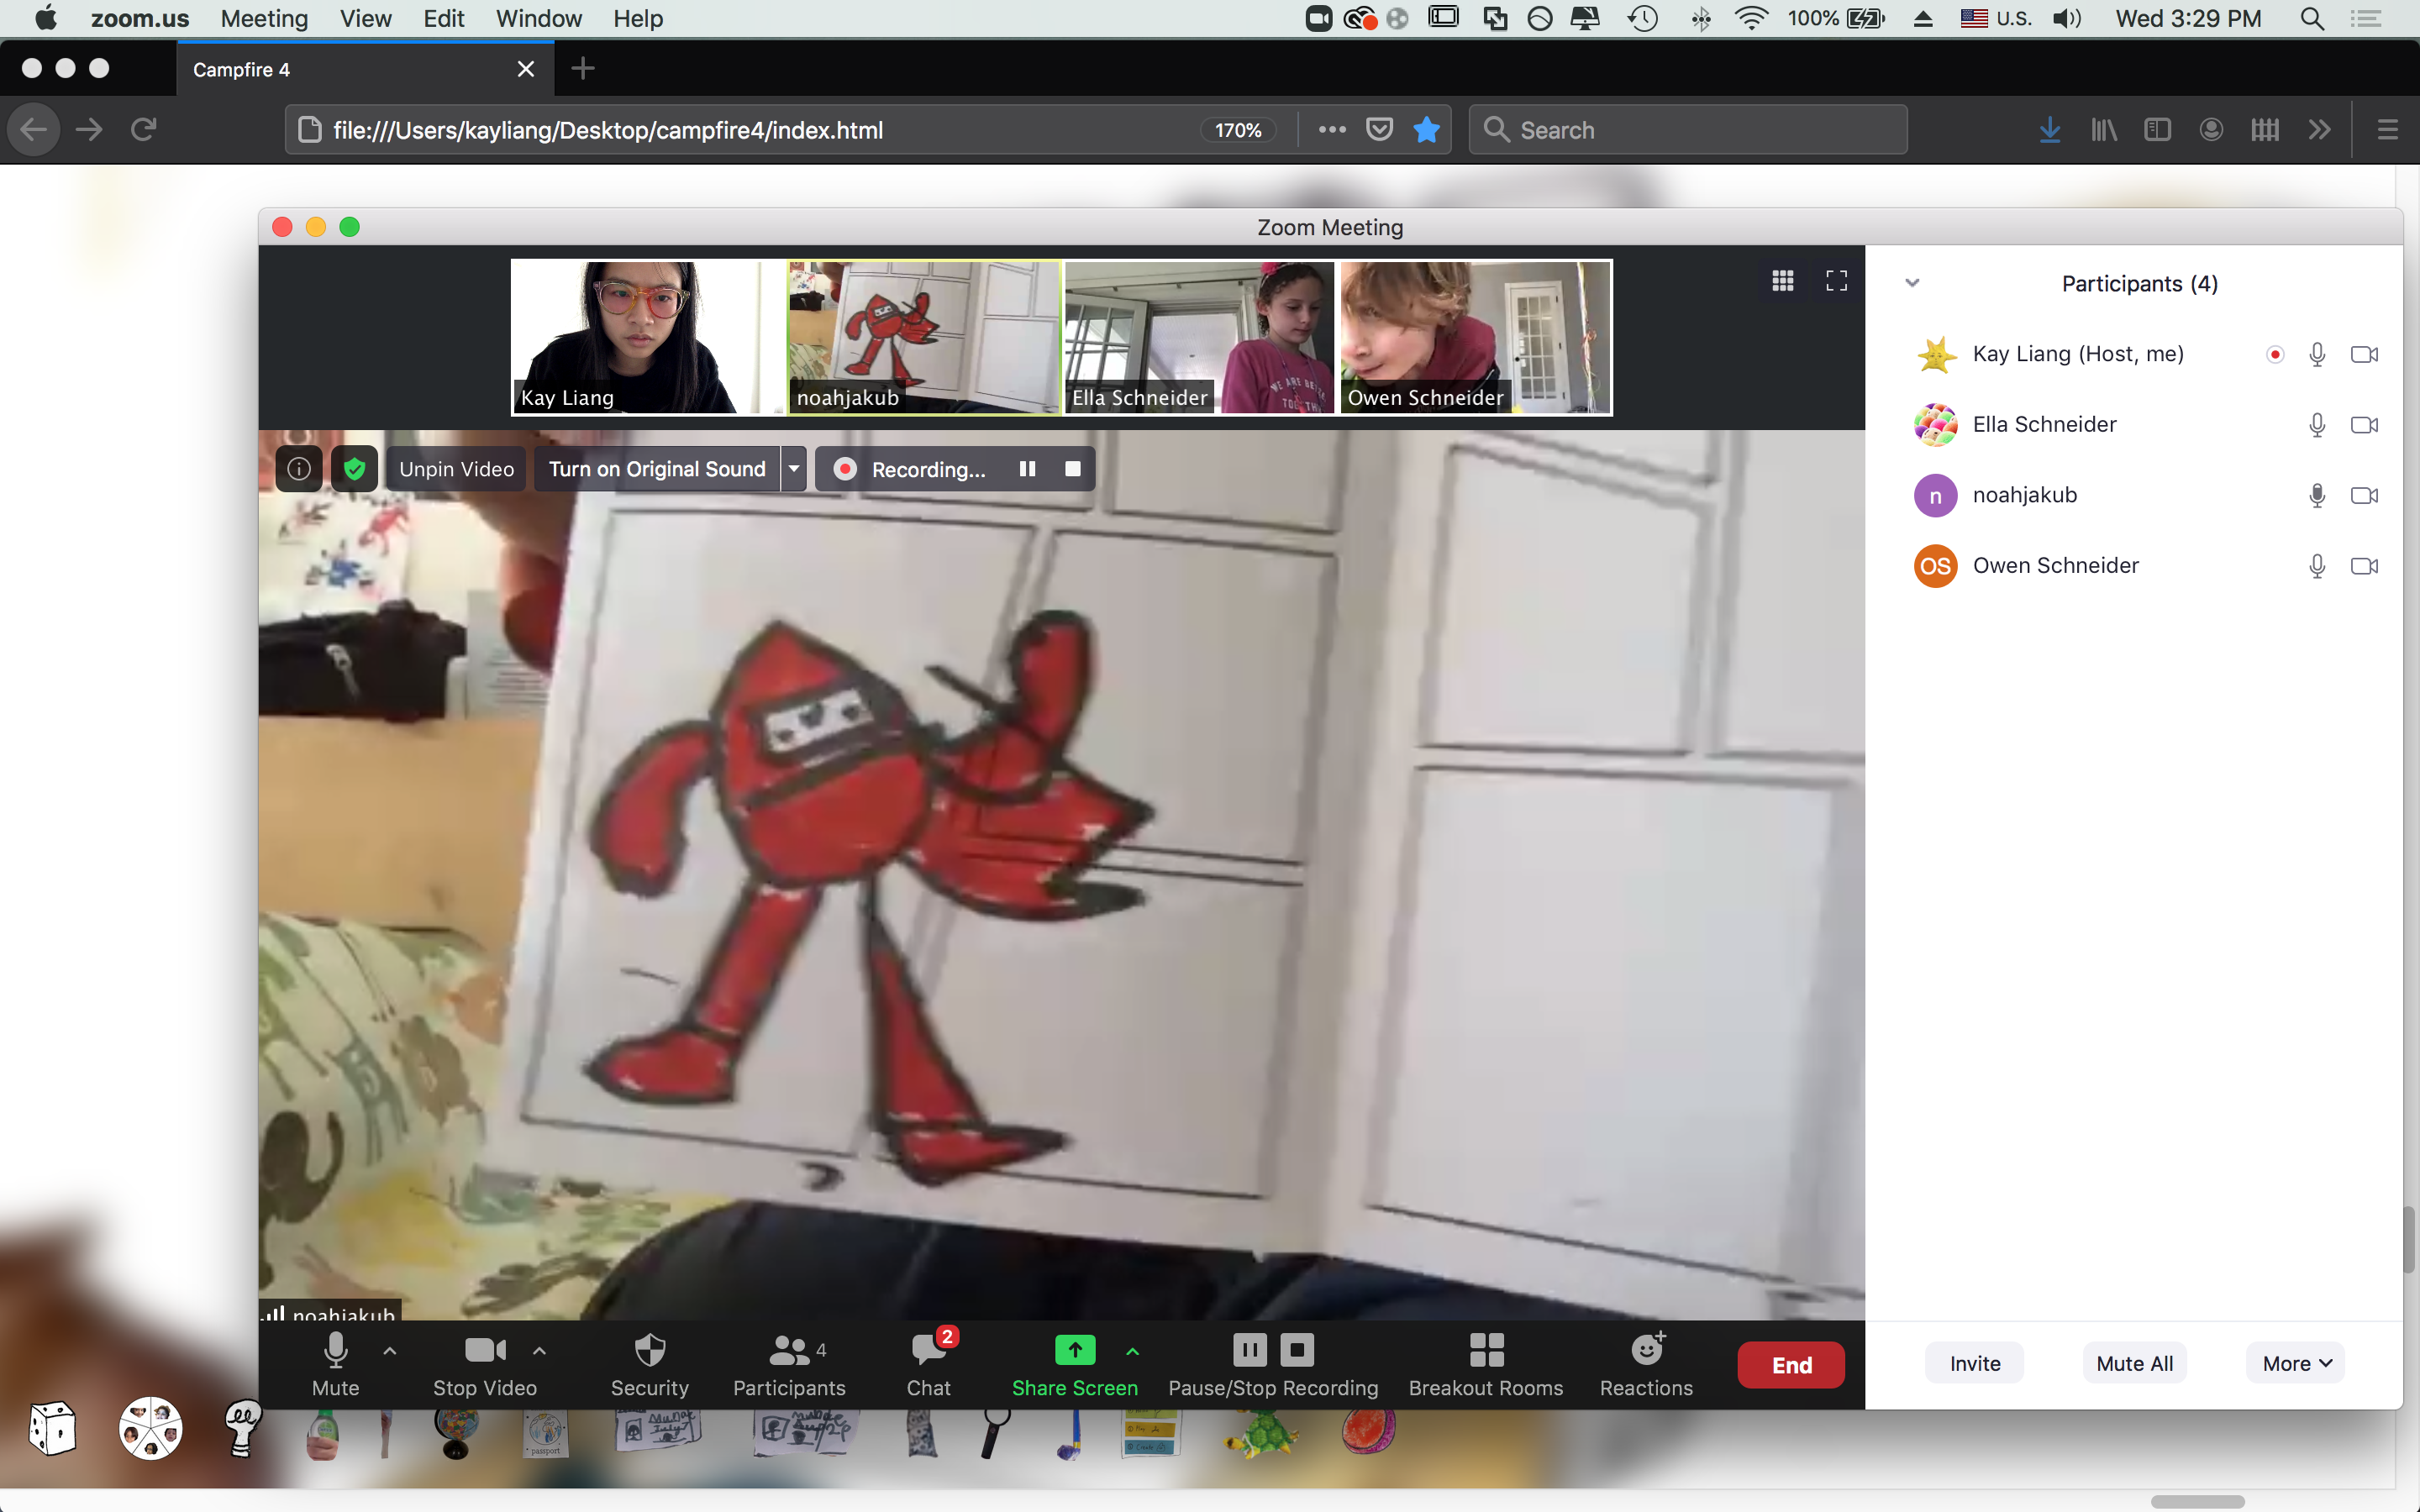 zoom.us Meeting View Edit Window Help 100% U.S. Wed 3:29 PM
Campfire 4
file:///Users/kayliang/Desktop/campfire4/index.html 170% Search
Zoom Meeting
Kay Liang
noahjakub
WE ARE
Ella Schneider
Owen Schneider
Participants (4)
Kay Liang (Host, me)
Ella Schneider
n noahjakub
OS Owen Schneider
Unpin Video Turn on Original Sound Recording...
noahjakub
Mute
Stop Video
Security
4
Participants
2
Chat
Share Screen
Pause/Stop Recording
Breakout Rooms
Reactions
End
Invite Mute All More
passport